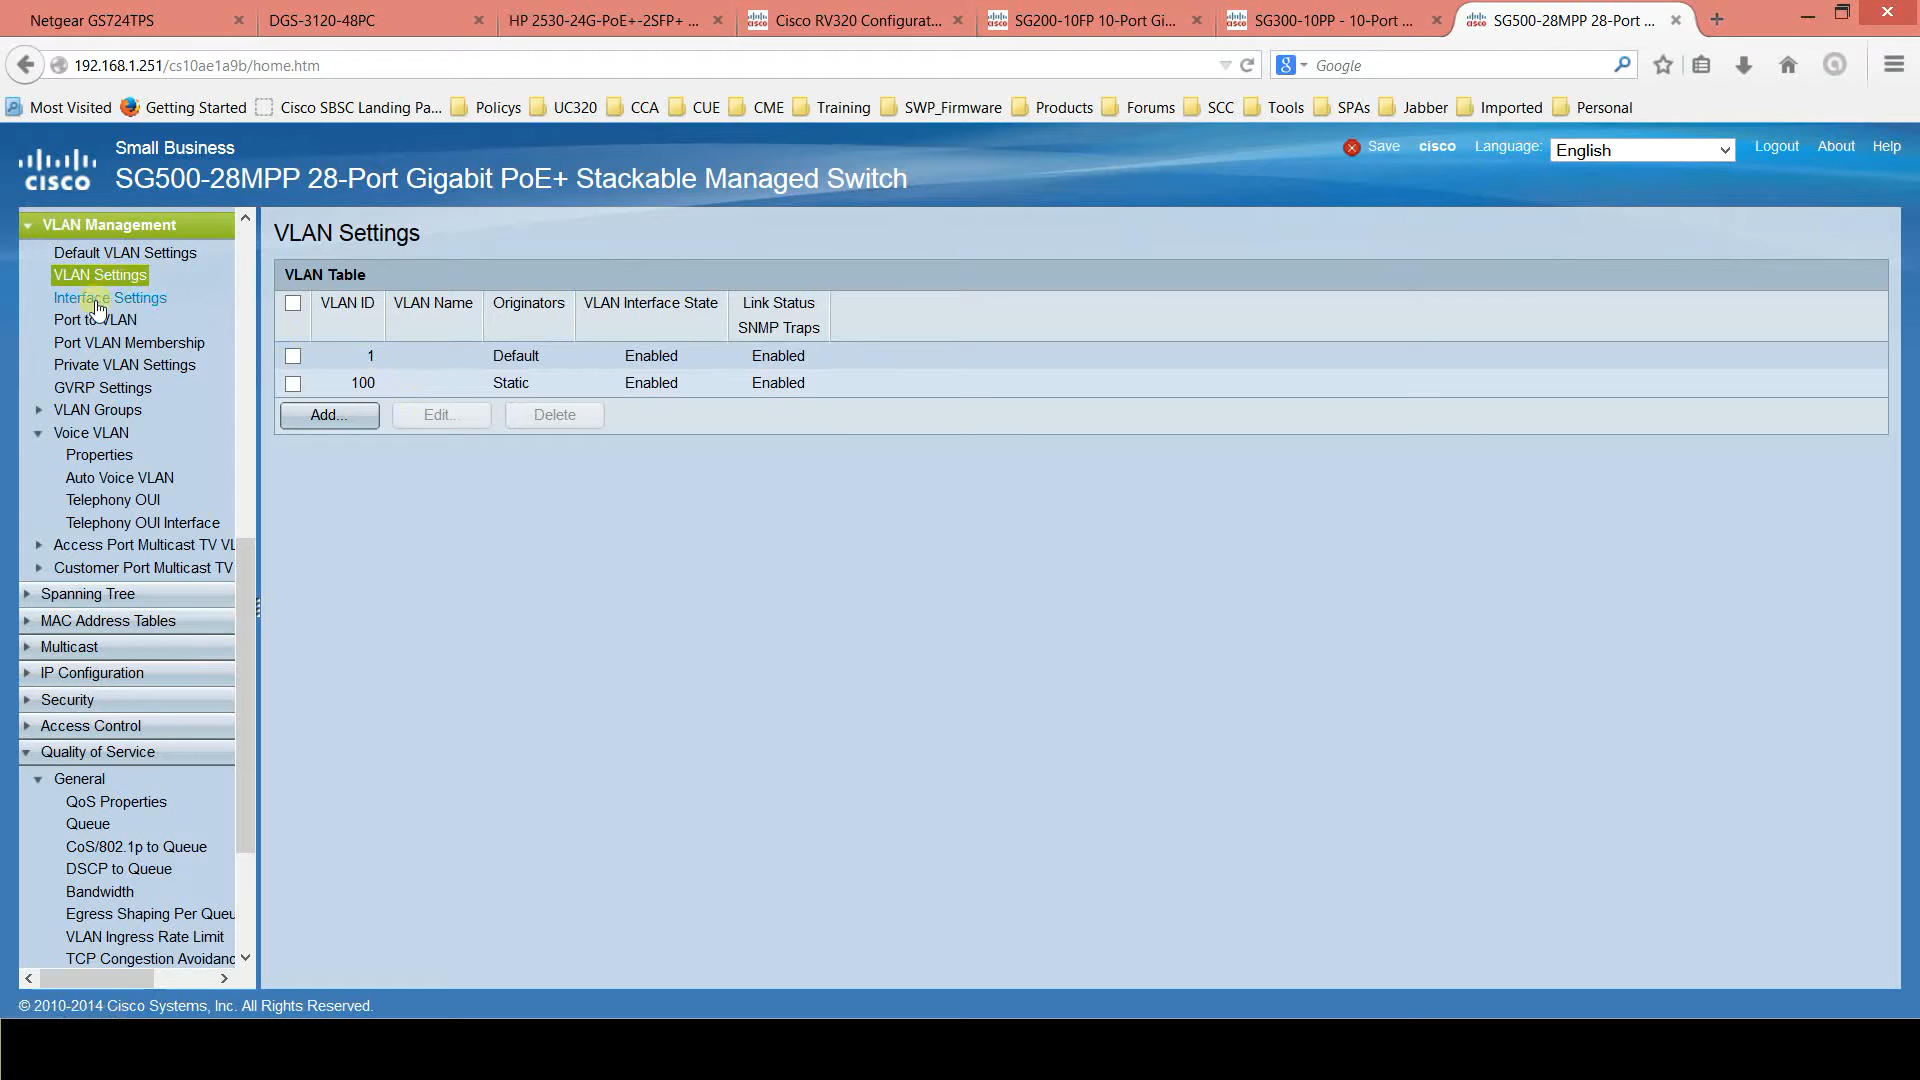 Netgear GS724TPS
DGS-3120-48PC
HP 2530-24G-PoE+-2SFP+ ...
Cisco RV320 Configurat...
SG200-10FP 10-Port Gi...
SG300-10PP - 10-Port ...
SG500-28MPP 28-Port ...
192.168.1.251/cs10ae1a9b/home.htm
Google
Most Visited
Getting Started
Cisco SBSC Landing Pa...
Policys
UC320
CCA
CUE
CME
Training
SWP_Firmware
Products
Forums
SCC
Tools
SPAs
Jabber
Imported
Personal
CISCO
Small Business
SG500-28MPP 28-Port Gigabit PoE+ Stackable Managed Switch
Save
cisco
Language:
English
Logout
About
Help
VLAN Management
Default VLAN Settings
VLAN Settings
Interface Settings
Port to VLAN
Port VLAN Membership
Private VLAN Settings
GVRP Settings
VLAN Groups
Voice VLAN
Properties
Auto Voice VLAN
Telephony OUI
Telephony OUI Interface
Access Port Multicast TV VL
Customer Port Multicast TV
Spanning Tree
MAC Address Tables
Multicast
IP Configuration
Security
Access Control
Quality of Service
General
QoS Properties
Queue
CoS/802.1p to Queue
DSCP to Queue
Bandwidth
Egress Shaping Per Queu
VLAN Ingress Rate Limit
TCP Congestion Avoidanc
VLAN Settings
VLAN Table
VLAN ID VLAN Name Originators VLAN Interface State Link Status
SNMP Traps
1 Default Enabled Enabled
100 Static Enabled Enabled
Add... Edit... Delete
© 2010-2014 Cisco Systems, Inc. All Rights Reserved.